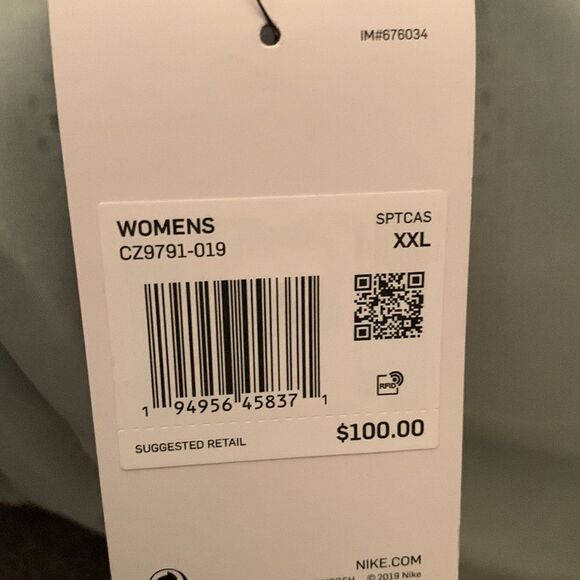 IM#676034
WOMENS SPTCAS
CZ9791-019 XXL
RFID
1 94956 45837 1
SUGGESTED RETAIL $100.00
NIKE.COM
© 2019 Nike